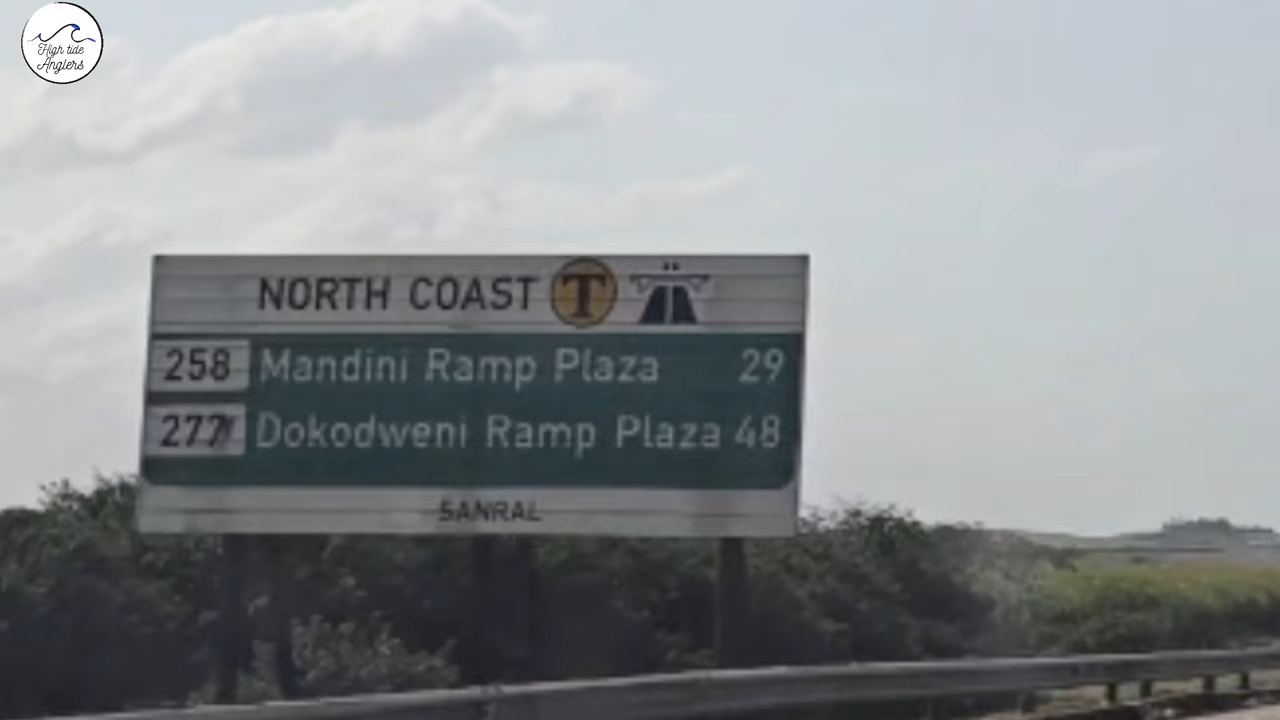 High tide
Anglers
NORTH COAST T
258 Mandini Ramp Plaza 29
277 Dokodweni Ramp Plaza 48
SANRAL